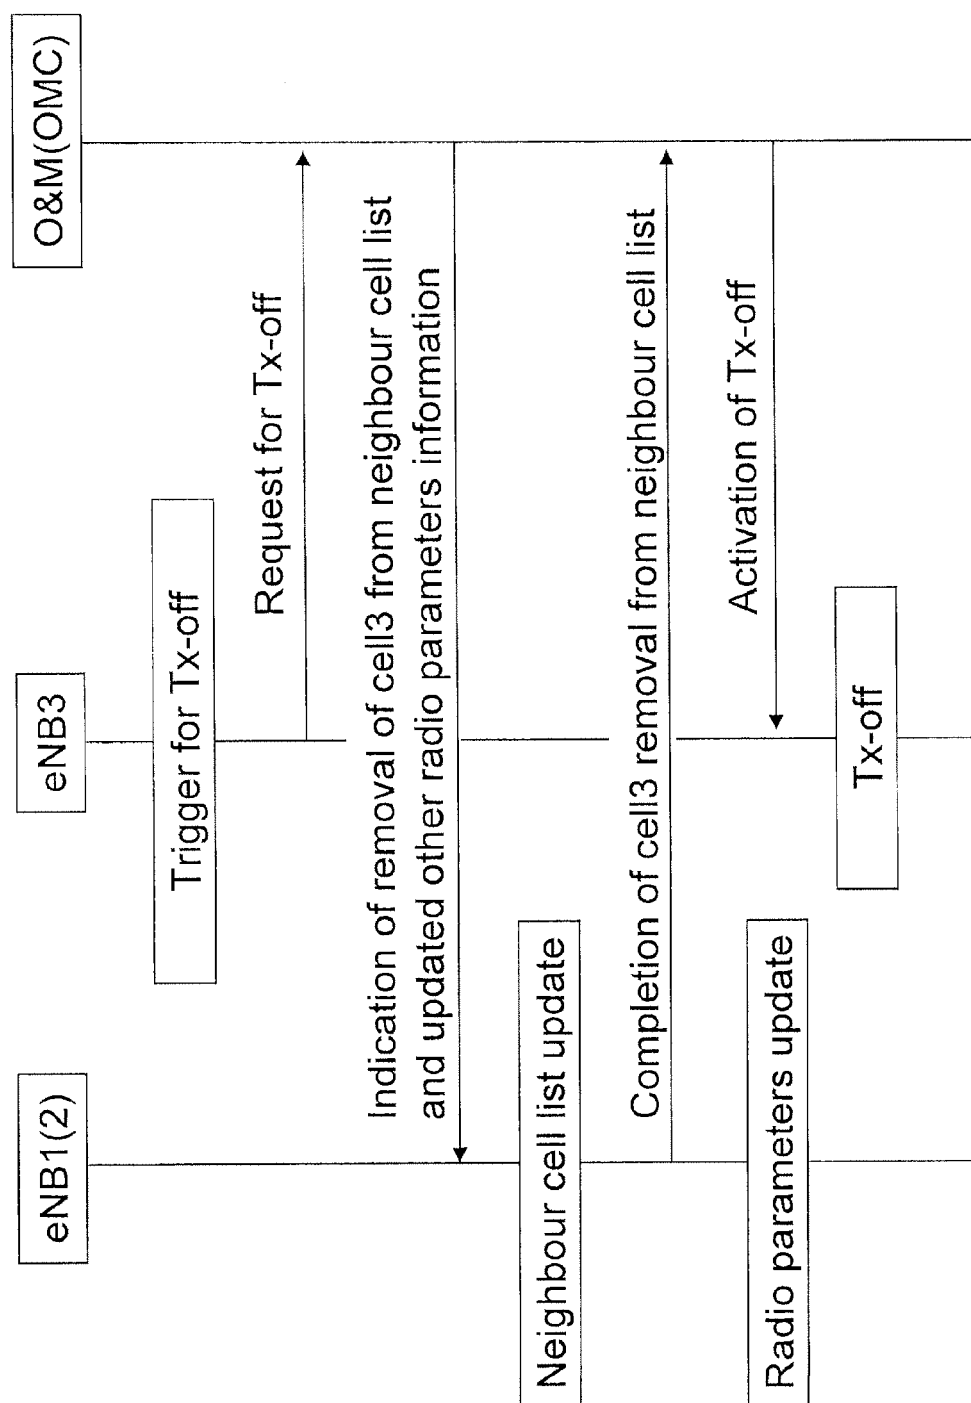 eNB1(2)
eNB3
O&M(OMC)
Trigger for Tx-off
Request for Tx-off
Indication of removal of cell3 from neighbour cell list
and updated other radio parameters information
Neighbour cell list update
Completion of cell3 removal from neighbour cell list
Radio parameters update
Activation of Tx-off
Tx-off